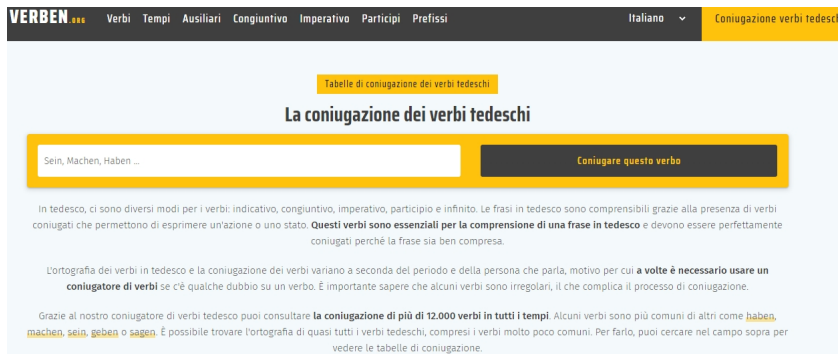 VERBEN.ORG Verbi Tempi Ausiliari Congiuntivo Imperativo Participi Prefissi Italiano Coniugazione verbi tedesch
Tabelle di coniugazione dei verbi tedeschi
La coniugazione dei verbi tedeschi
Sein, Machen, Haben ... Coniugare questo verbo
In tedesco, ci sono diversi modi per i verbi: indicativo, congiuntivo, imperativo, participio e infinito. Le frasi in tedesco sono comprensibili grazie alla presenza di verbi
coniugati che permettono di esprimere un'azione o uno stato. Questi verbi sono essenziali per la comprensione di una frase in tedesco e devono essere perfettamente
coniugati perché la frase sia ben compresa.
L'ortografia dei verbi in tedesco e la coniugazione dei verbi variano a seconda del periodo e della persona che parla, motivo per cui a volte è necessario usare un
coniugatore di verbi se c'è qualche dubbio su un verbo. È importante sapere che alcuni verbi sono irregolari, il che complica il processo di coniugazione.
Grazie al nostro coniugatore di verbi tedesco puoi consultare la coniugazione di più di 12.000 verbi in tutti i tempi. Alcuni verbi sono più comuni di altri come haben,
machen, sein, geben o sagen. È possibile trovare l'ortografia di quasi tutti i verbi tedeschi, compresi i verbi molto poco comuni. Per farlo, puoi cercare nel campo sopra per
vedere le tabelle di coniugazione.